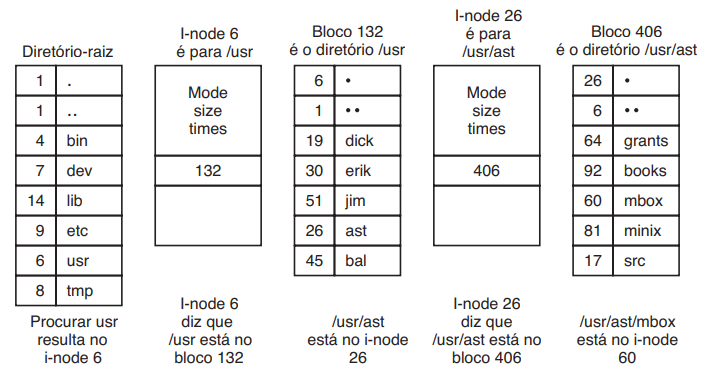 Diretório-raiz
1 .
1 ..
4 bin
7 dev
14 lib
9 etc
6 usr
8 tmp
Procurar usr
resulta no
i-node 6
I-node 6
é para /usr
Mode
size
times
132
I-node 6
diz que
/usr está no
bloco 132
Bloco 132
é o diretório /usr
6 •
1 ••
19 dick
30 erik
51 jim
26 ast
45 bal
/usr/ast
está no i-node
26
I-node 26
é para
/usr/ast
Mode
size
times
406
I-node 26
diz que
/usr/ast está no
bloco 406
Bloco 406
é o diretório /usr/ast
26 •
6 ••
64 grants
92 books
60 mbox
81 minix
17 src
/usr/ast/mbox
está no i-node
60